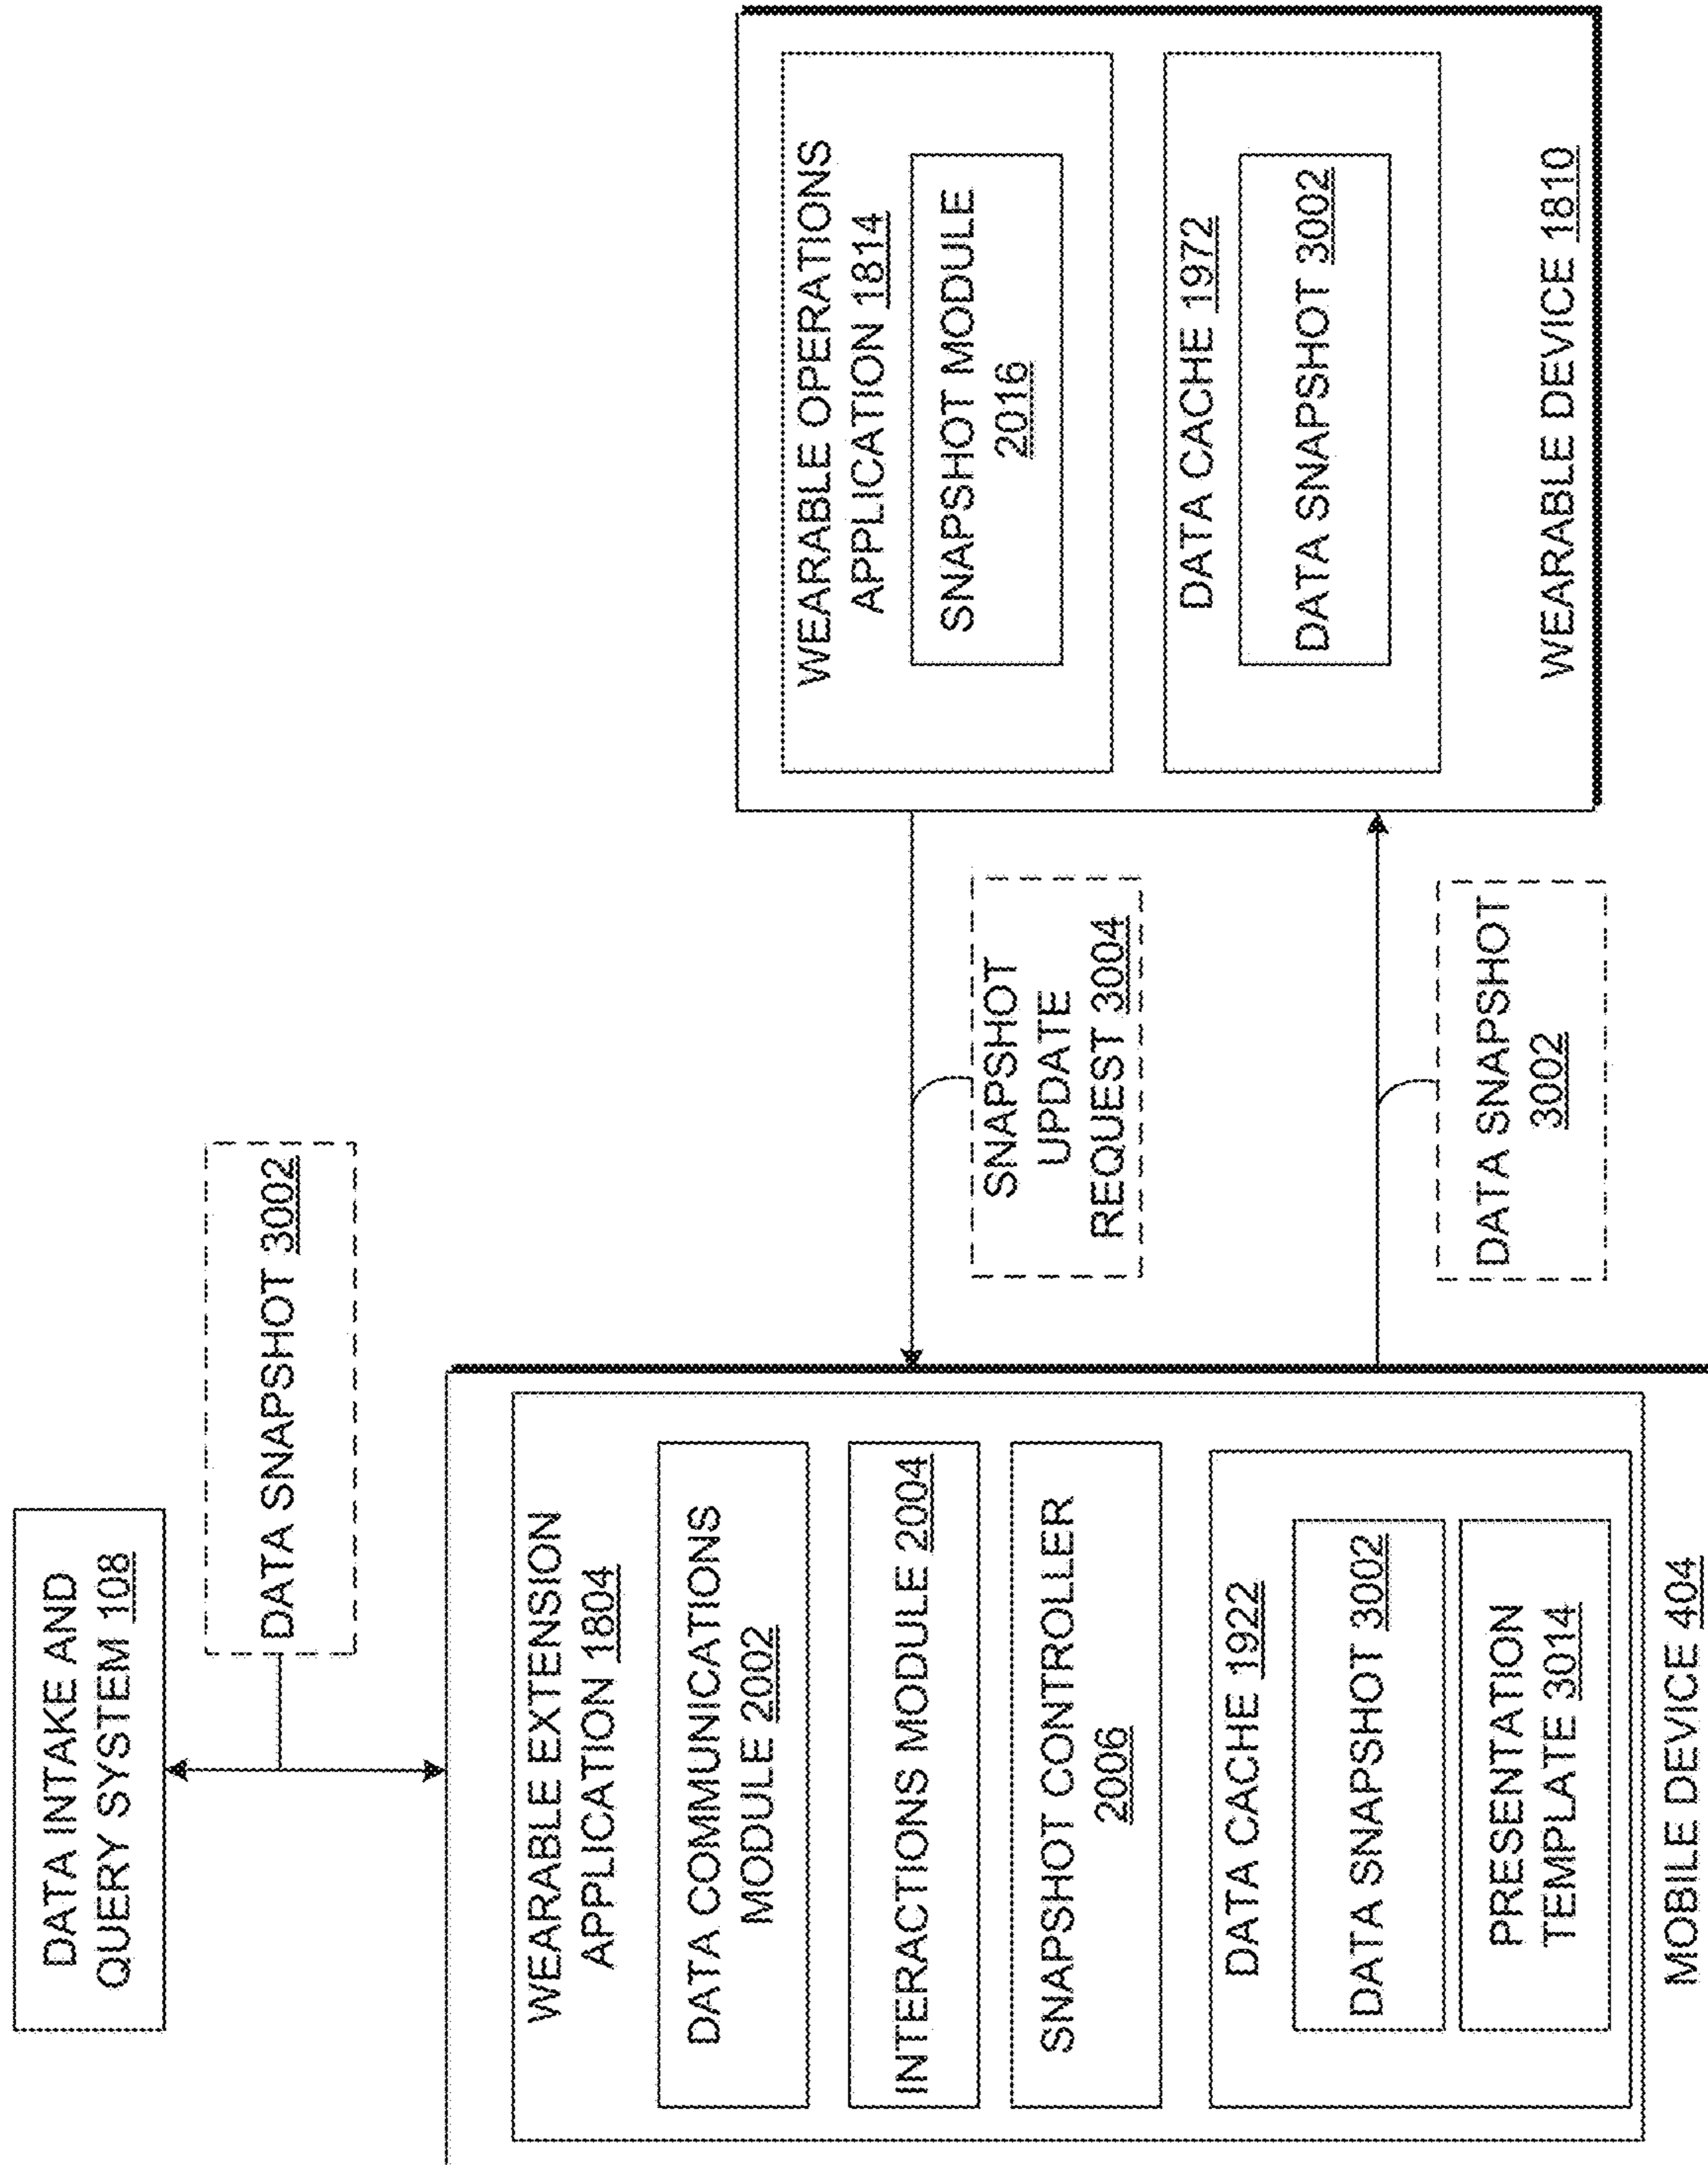 DATA INTAKE AND
QUERY SYSTEM 108
DATA SNAPSHOT 3002
WEARABLE EXTENSION
APPLICATION 1804
DATA COMMUNICATIONS
MODULE 2002
INTERACTIONS MODULE 2004
SNAPSHOT CONTROLLER
2006
DATA CACHE 1922
DATA SNAPSHOT 3002
PRESENTATION
TEMPLATE 3014
MOBILE DEVICE 404
SNAPSHOT
UPDATE
REQUEST 3004
DATA SNAPSHOT
3002
WEARABLE OPERATIONS
APPLICATION 1814
SNAPSHOT MODULE
2016
DATA CACHE 1972
DATA SNAPSHOT 3002
WEARABLE DEVICE 1810